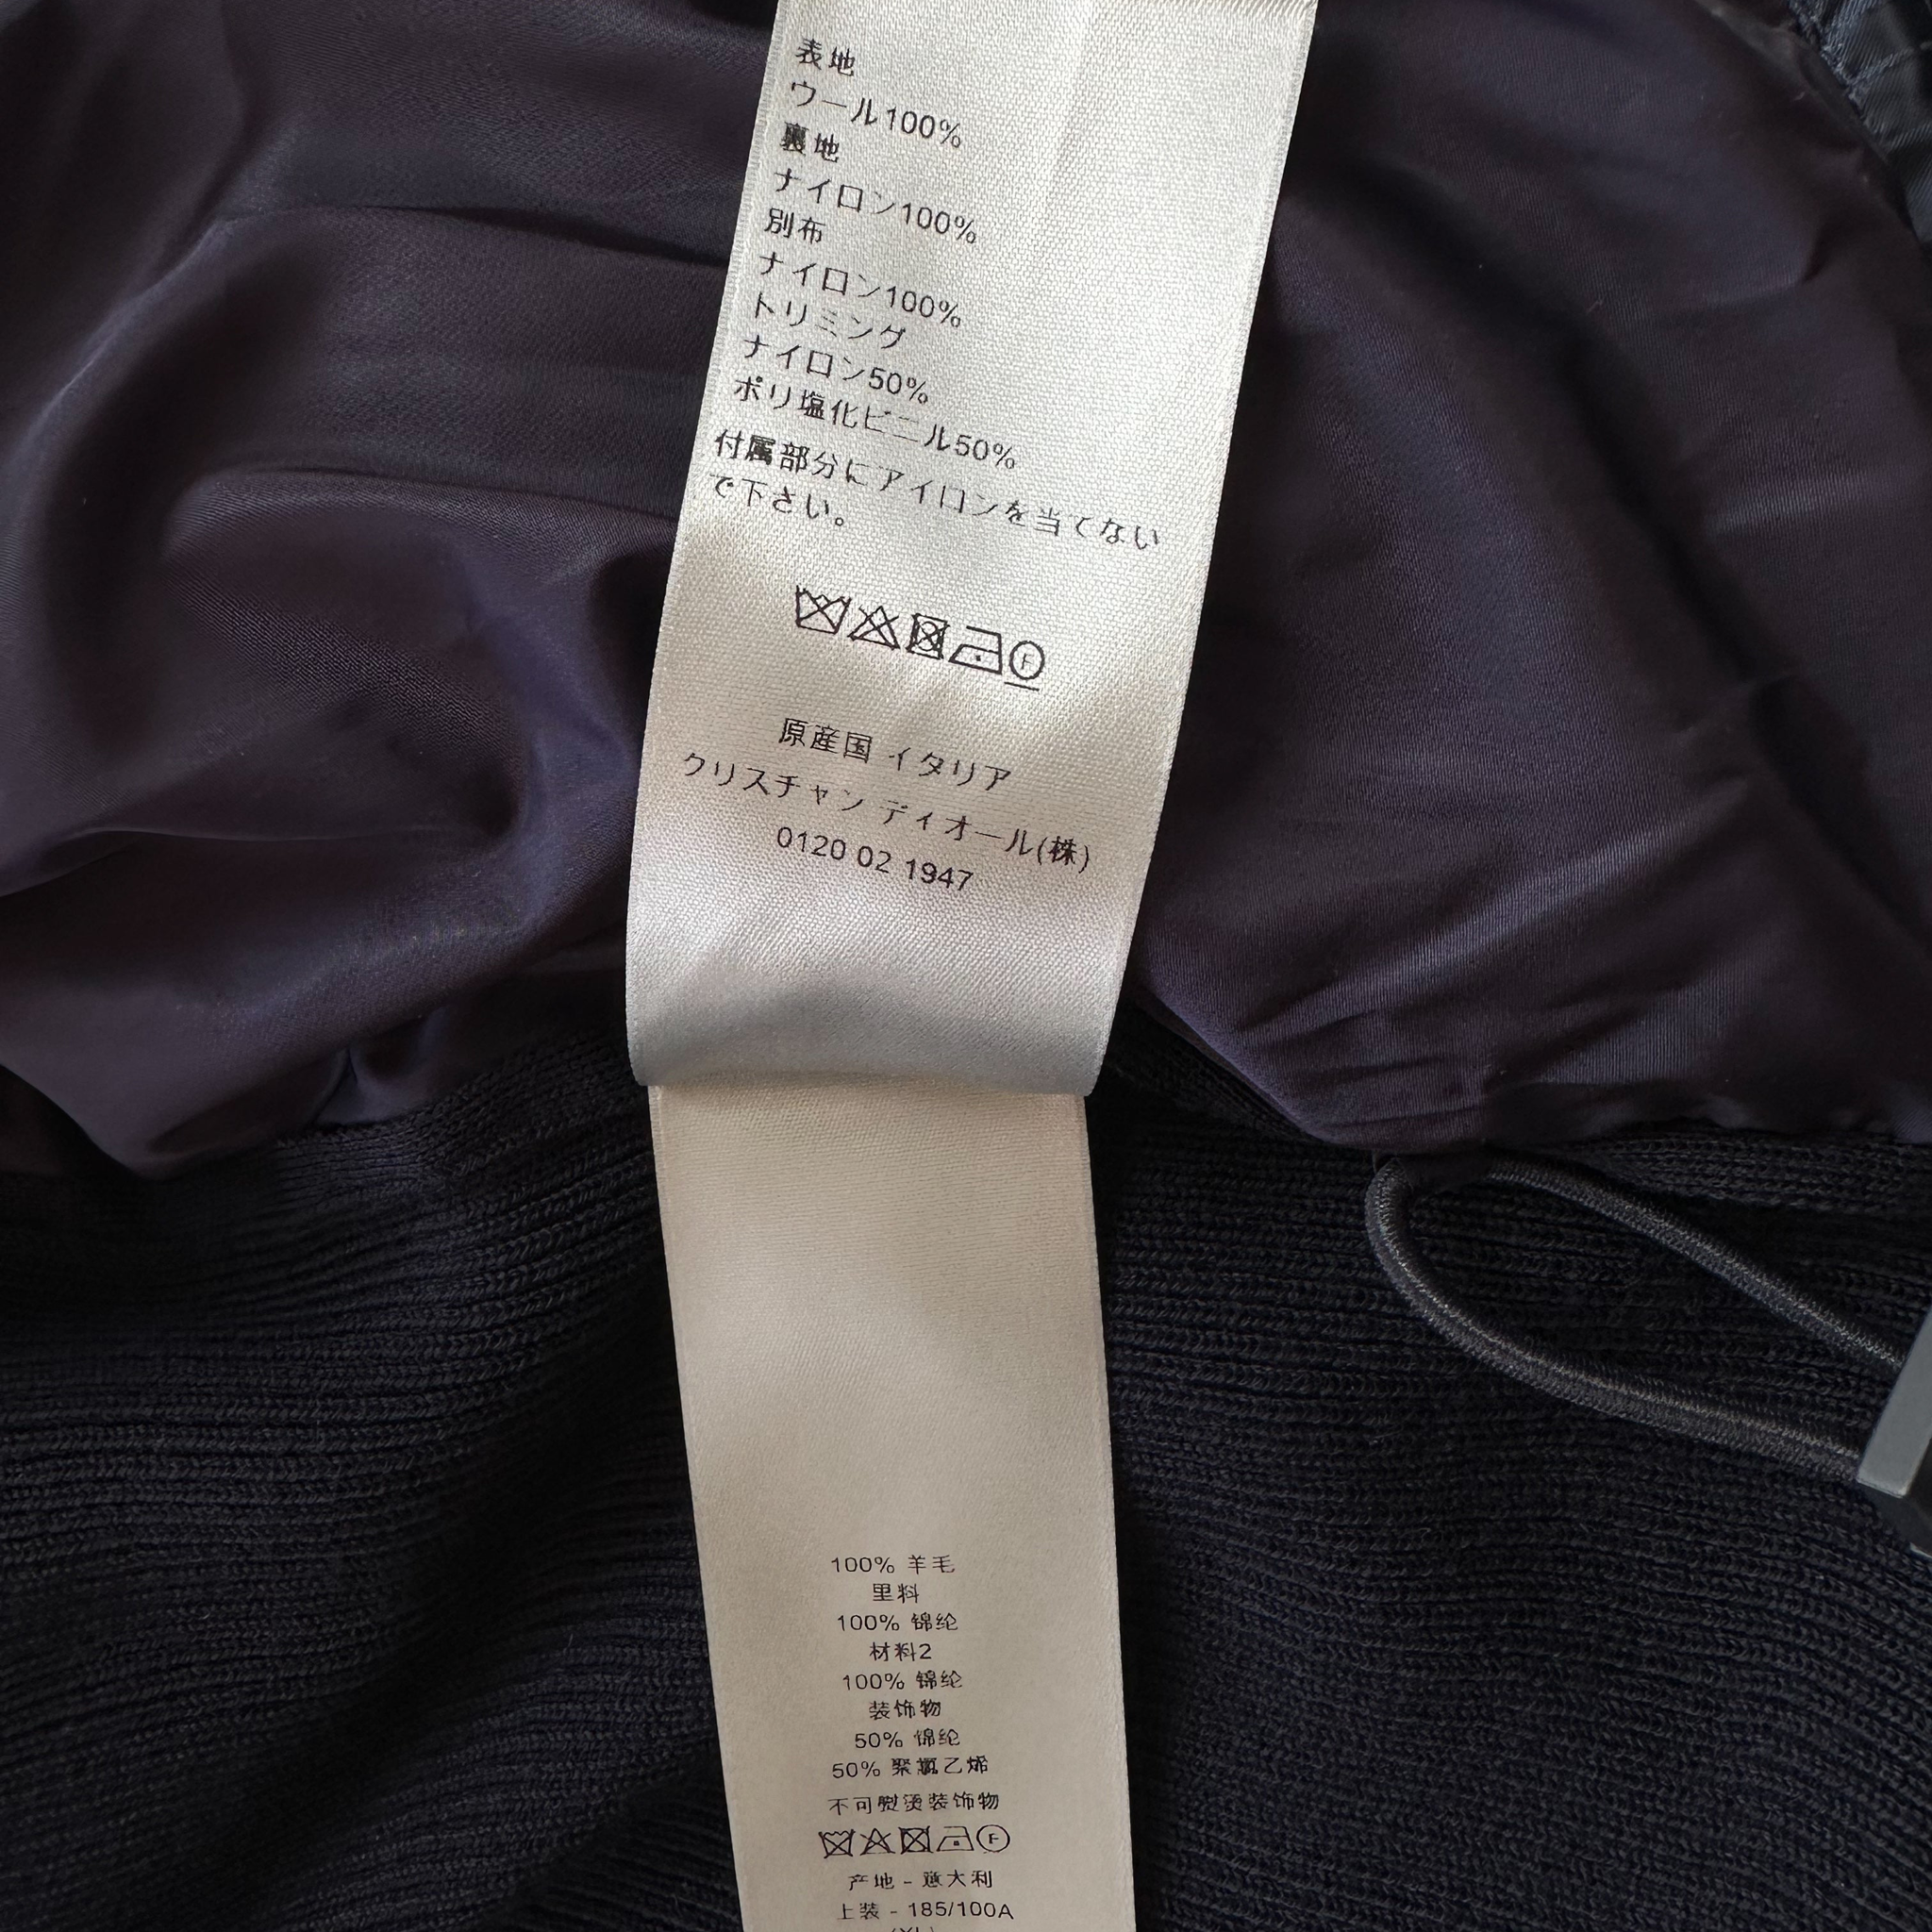 表地
ウール100%
裏地
ナイロン100%
別布
ナイロン100%
トリミング
ナイロン50%
ポリ塩化ビニル50%
付属部分にアイロンを当てない
で下さい。
F
原産国 イタリア
クリスチャン ディオール(株)
0120 02 1947
100% 羊毛
里料
100% 锦纶
材料2
100% 锦纶
装饰物
50% 锦纶
50% 聚氯乙烯
不可熨烫装饰物
F
产地 - 意大利
上装 - 185/100A